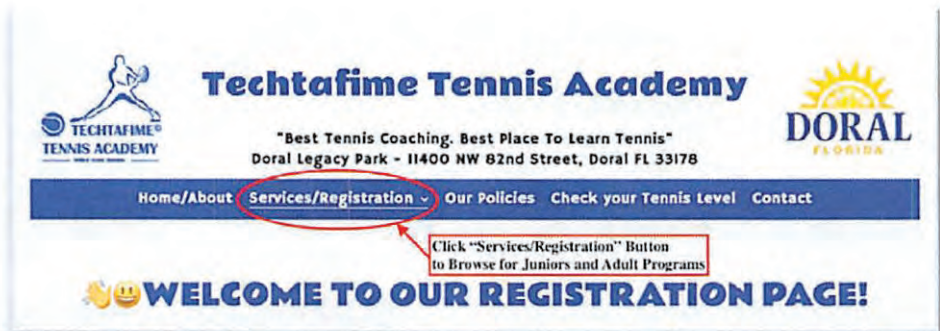 Techtafime Tennis Academy
TECHTAFIME®
TENNIS ACADEMY
"Best Tennis Coaching. Best Place To Learn Tennis"
Doral Legacy Park - 11400 NW 82nd Street, Doral FL 33178
DORAL
FLORIDA
Home/About Services/Registration Our Policies Check your Tennis Level Contact
Click "Services/Registration" Button
to Browse for Juniors and Adult Programs
👋😃WELCOME TO OUR REGISTRATION PAGE!